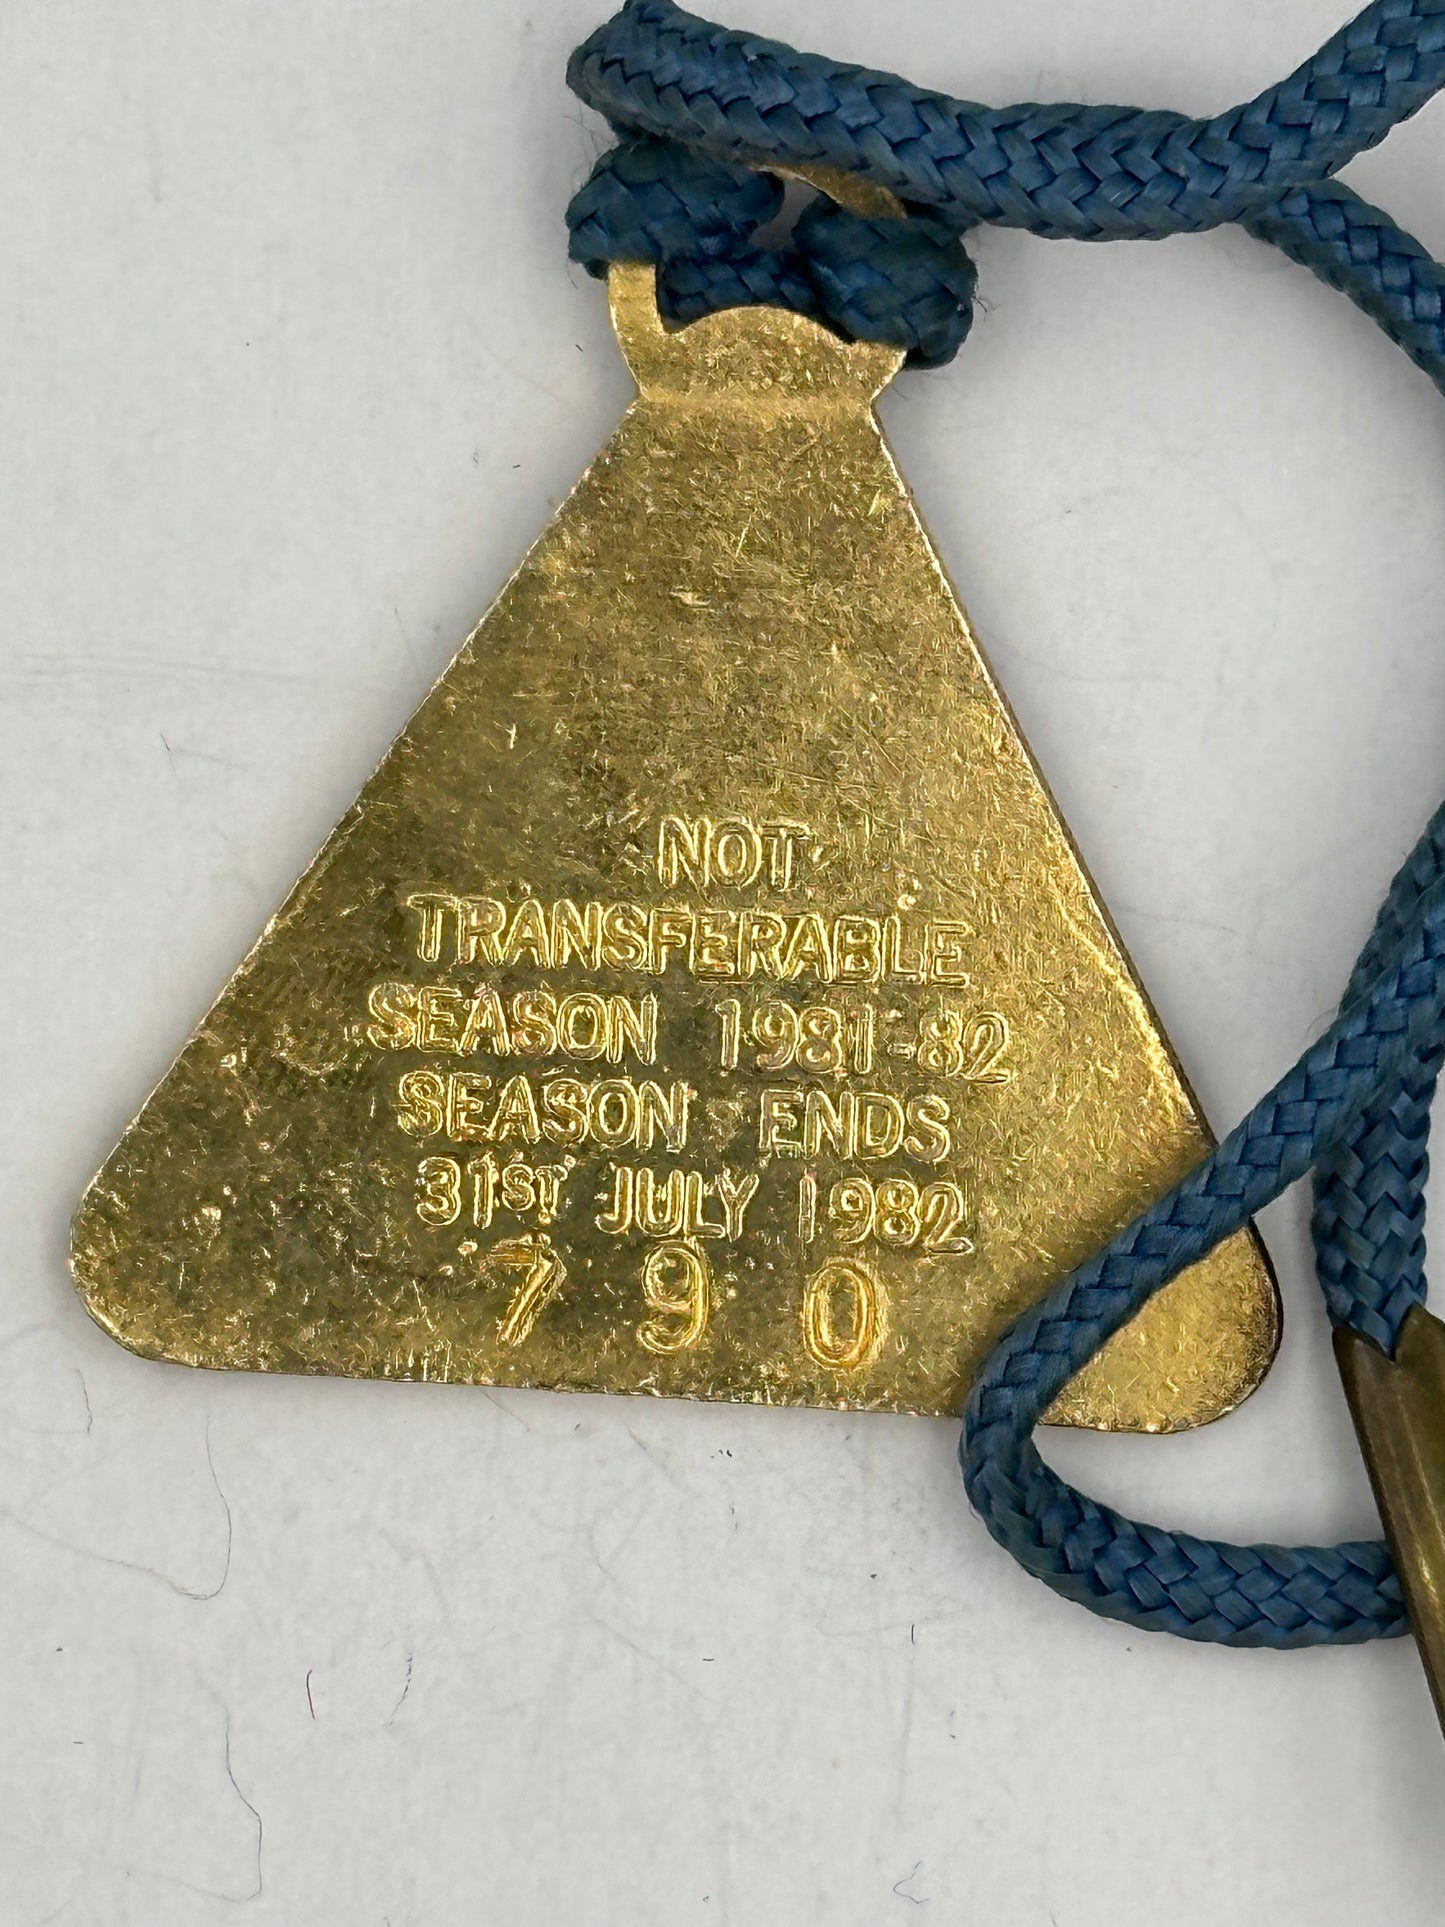 NOT
TRANSFERABLE
SEASON 1981-82
SEASON ENDS
31ST JULY 1982
790